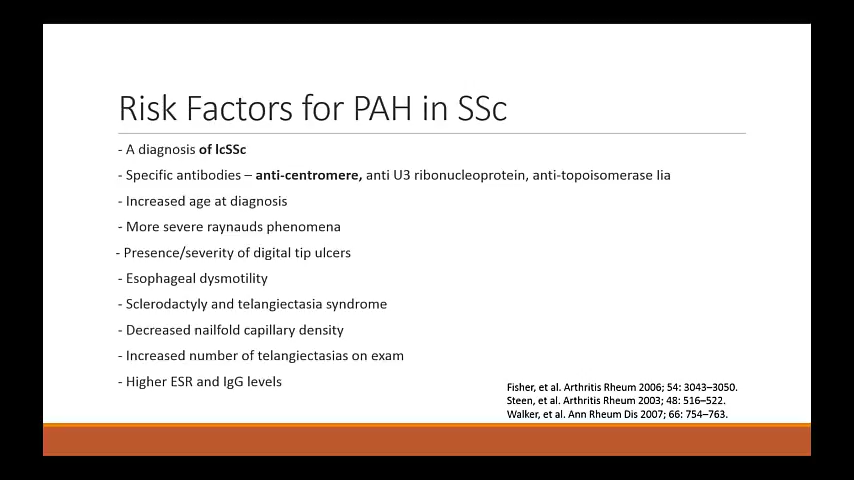 Risk Factors for PAH in SSc
- A diagnosis of lcSSc
- Specific antibodies – anti-centromere, anti U3 ribonucleoprotein, anti-topoisomerase Iia
- Increased age at diagnosis
- More severe raynauds phenomena
- Presence/severity of digital tip ulcers
- Esophageal dysmotility
- Sclerodactyly and telangiectasia syndrome
- Decreased nailfold capillary density
- Increased number of telangiectasias on exam
- Higher ESR and IgG levels
Fisher, et al. Arthritis Rheum 2006; 54: 3043–3050.
Steen, et al. Arthritis Rheum 2003; 48: 516–522.
Walker, et al. Ann Rheum Dis 2007; 66: 754–763.